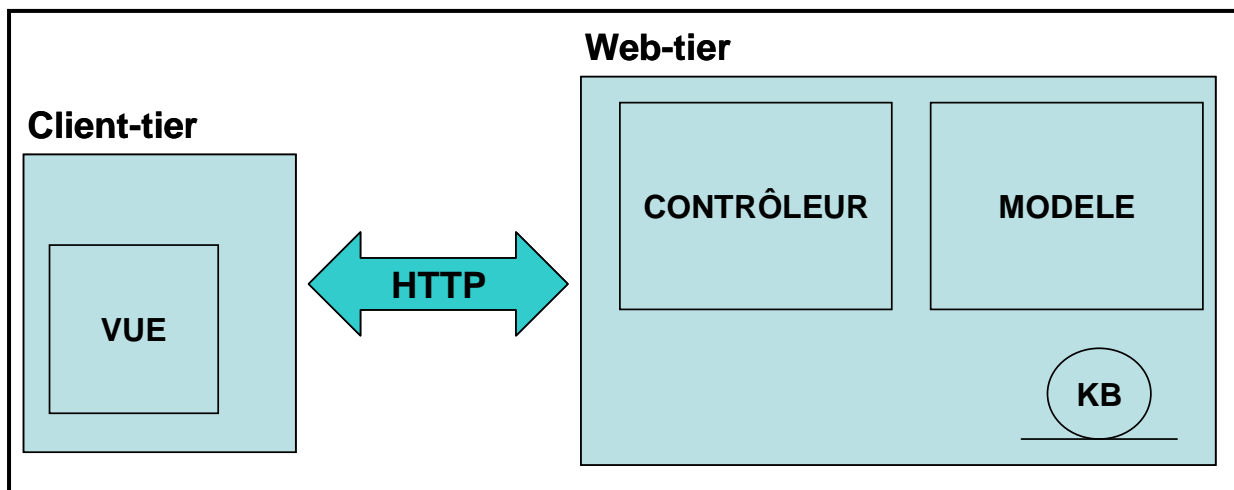 Web-tier
Client-tier
CONTRÔLEUR
MODELE
HTTP
VUE
KB